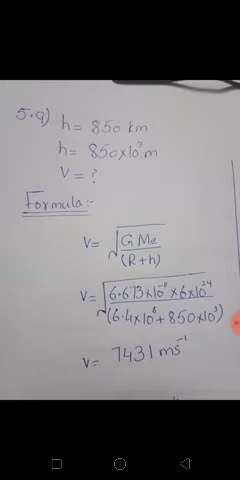 5.9) h = 850 km
h = 850×10³m
V = ?
Formula:-
V = √(G Me / (R+h))
V = √(6.673×10⁻¹¹×6×10²⁴ / (6.4×10⁶+850×10³))
V = 7431 ms⁻¹